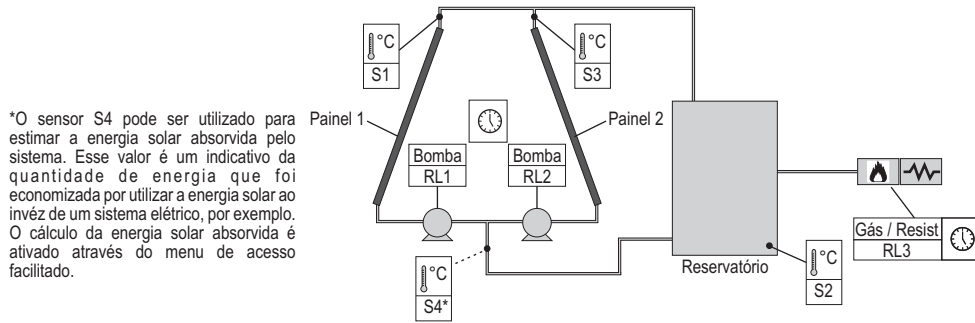 *O sensor S4 pode ser utilizado para
estimar a energia solar absorvida pelo
sistema. Esse valor é um indicativo da
quantidade de energia que foi
economizada por utilizar a energia solar ao
invéz de um sistema elétrico, por exemplo.
O cálculo da energia solar absorvida é
ativado através do menu de acesso
facilitado.
°C
S1
°C
S3
Painel 1
Painel 2
Bomba
RL1
Bomba
RL2
Gás / Resist
RL3
Reservatório
°C
S4*
°C
S2